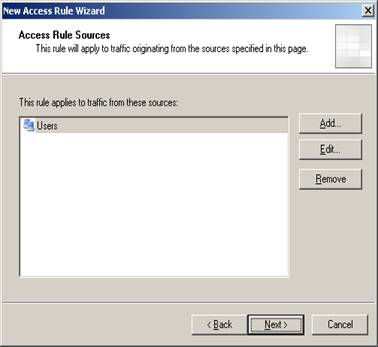 New Access Rule Wizard
Access Rule Sources
This rule will apply to traffic originating from the sources specified in this page.
This rule applies to traffic from these sources:
Users
Add...
Edit...
Remove
< Back
Next >
Cancel